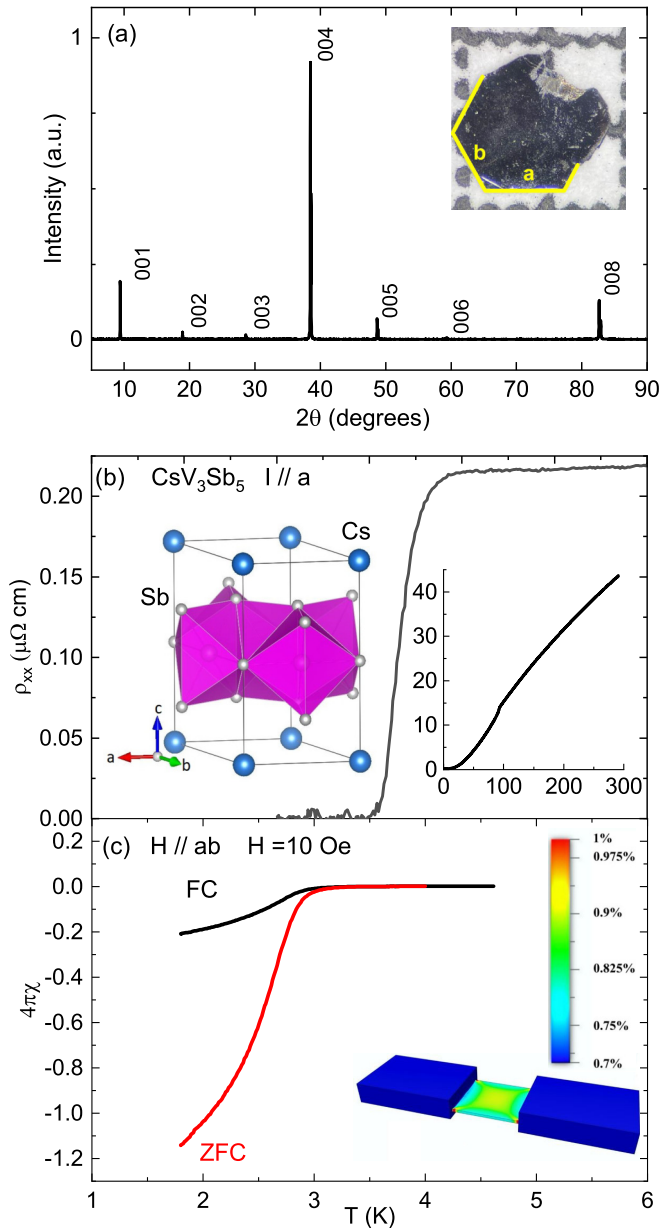 (a)
1
0
Intensity (a.u.)
001
002
003
004
005
006
008
b
a
10 20 30 40 50 60 70 80 90
2θ (degrees)
(b) CsV₃Sb₅ I // a
0.20
0.15
0.10
0.05
0.00
ρxx (μΩ cm)
Cs
Sb
c
a
b
40
30
20
10
0
0 100 200 300
(c) H // ab H =10 Oe
0.2
0.0
-0.2
-0.4
-0.6
-0.8
-1.0
-1.2
4πχ
FC
ZFC
1%
0.975%
0.9%
0.825%
0.75%
0.7%
1 2 3 4 5 6
T (K)